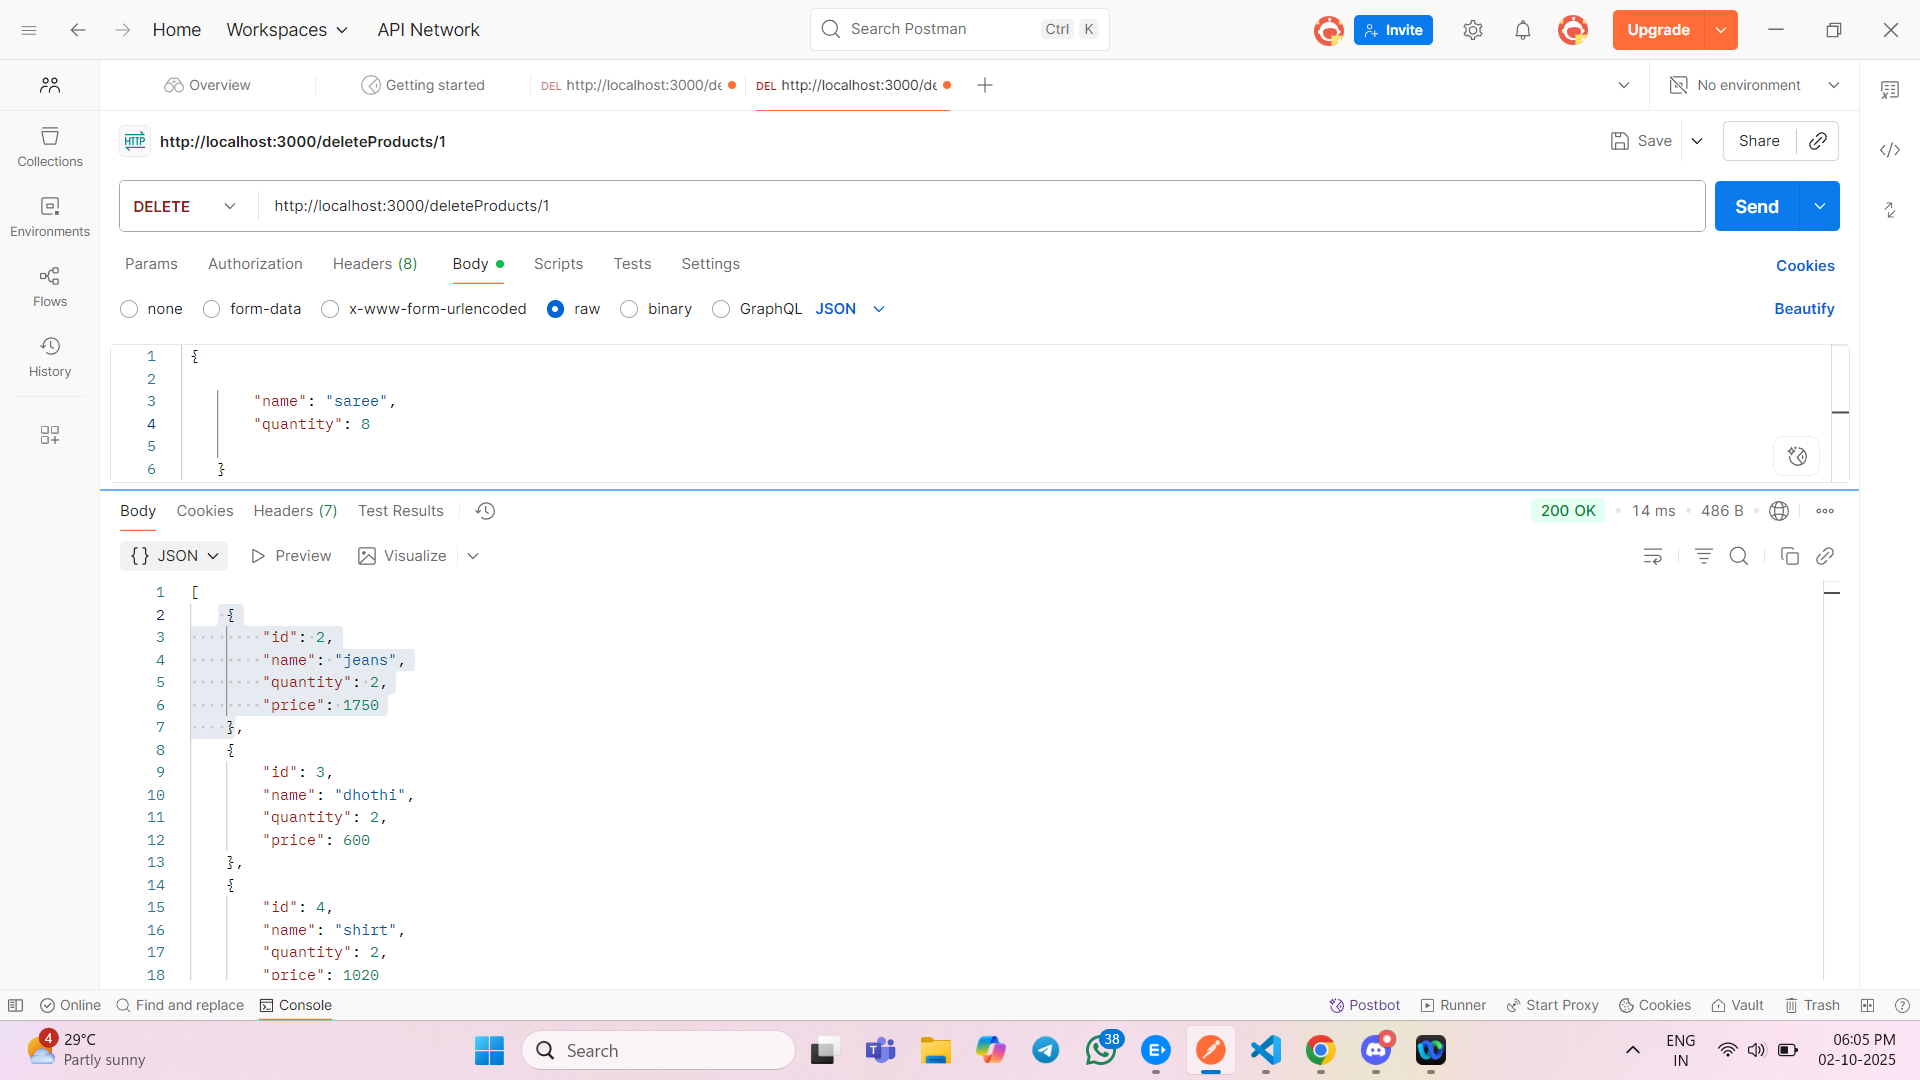 Home Workspaces API Network Search Postman Ctrl K Invite Upgrade
Overview Getting started DEL http://localhost:3000/de DEL http://localhost:3000/de No environment
HTTP http://localhost:3000/deleteProducts/1 Save Share
Collections
DELETE http://localhost:3000/deleteProducts/1 Send
Environments
Params Authorization Headers (8) Body Scripts Tests Settings Cookies
Flows
none form-data x-www-form-urlencoded raw binary GraphQL JSON Beautify
History
1 {
2
3 "name": "saree",
4 "quantity": 8
5
6 }
Body Cookies Headers (7) Test Results 200 OK 14 ms 486 B
{} JSON Preview Visualize
1 [
2 {
3 "id": 2,
4 "name": "jeans",
5 "quantity": 2,
6 "price": 1750
7 },
8 {
9 "id": 3,
10 "name": "dhothi",
11 "quantity": 2,
12 "price": 600
13 },
14 {
15 "id": 4,
16 "name": "shirt",
17 "quantity": 2,
18 "price": 1020
Online Find and replace Console Postbot Runner Start Proxy Cookies Vault Trash
4 29°C
Partly sunny
Search
38
ENG
IN
06:05 PM
02-10-2025